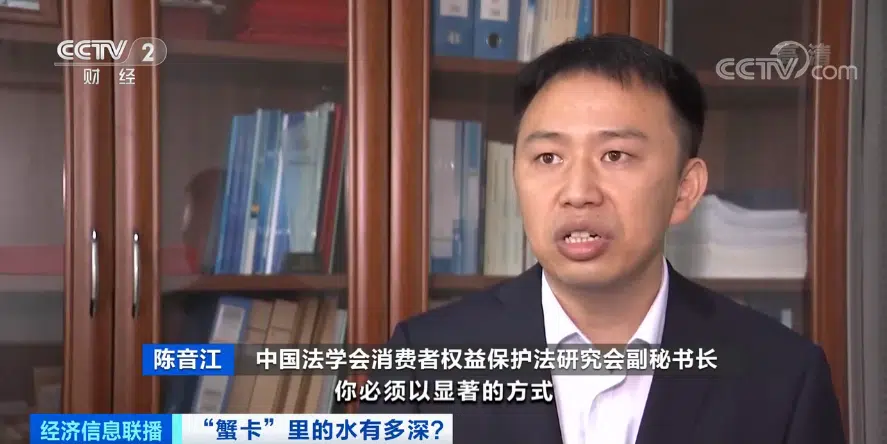 CCTV 2
财经
高清
CCTV.com
陈音江 中国法学会消费者权益保护法研究会副秘书长
你必须以显著的方式
经济信息联播 “蟹卡”里的水有多深？